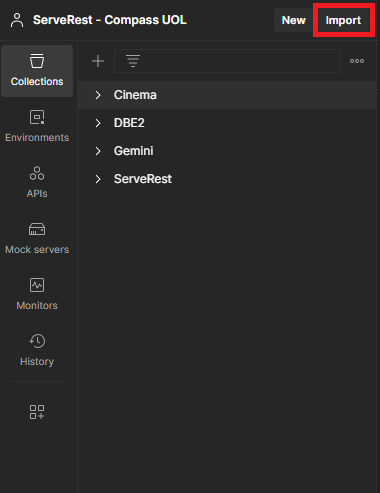 ServeRest - Compass UOL
New
Import
Collections
Environments
APIs
Mock servers
Monitors
History
Cinema
DBE2
Gemini
ServeRest